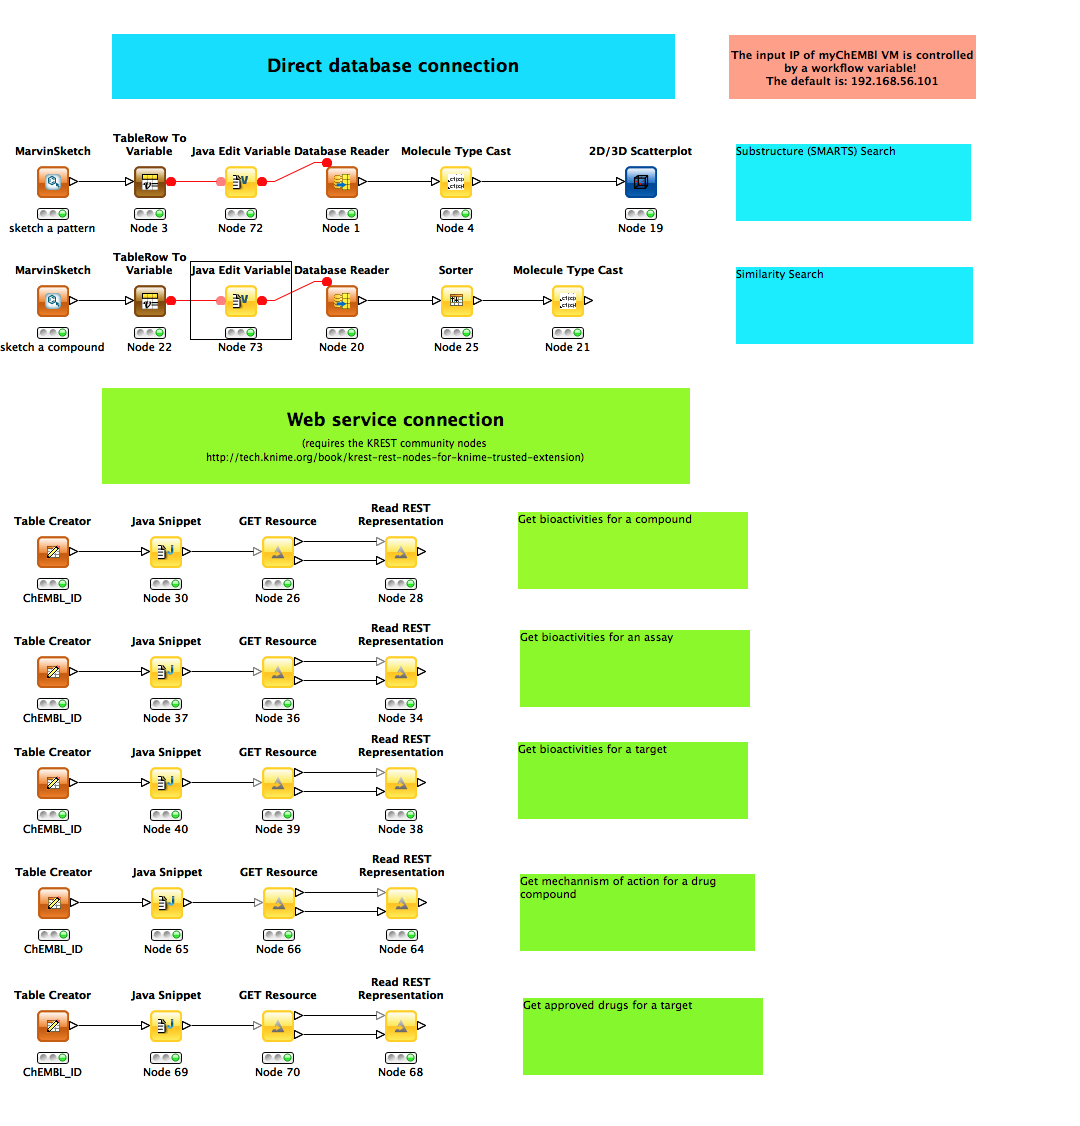 Direct database connection
The input IP of myChEMBl VM is controlled
by a workflow variable!
The default is: 192.168.56.101
MarvinSketch
TableRow To
Variable
Java Edit Variable
Database Reader
Molecule Type Cast
2D/3D Scatterplot
Substructure (SMARTS) Search
sketch a pattern
Node 3
Node 72
Node 1
Node 4
Node 19
MarvinSketch
TableRow To
Variable
Java Edit Variable
Database Reader
Sorter
Molecule Type Cast
Similarity Search
sketch a compound
Node 22
Node 73
Node 20
Node 25
Node 21
Web service connection
(requires the KREST community nodes
http://tech.knime.org/book/krest-rest-nodes-for-knime-trusted-extension)
Table Creator
Java Snippet
GET Resource
Read REST
Representation
Get bioactivities for a compound
ChEMBL_ID
Node 30
Node 26
Node 28
Table Creator
Java Snippet
GET Resource
Read REST
Representation
Get bioactivities for an assay
ChEMBL_ID
Node 37
Node 36
Node 34
Table Creator
Java Snippet
GET Resource
Read REST
Representation
Get bioactivities for a target
ChEMBL_ID
Node 40
Node 39
Node 38
Table Creator
Java Snippet
GET Resource
Read REST
Representation
Get mechannism of action for a drug
compound
ChEMBL_ID
Node 65
Node 66
Node 64
Table Creator
Java Snippet
GET Resource
Read REST
Representation
Get approved drugs for a target
ChEMBL_ID
Node 69
Node 70
Node 68